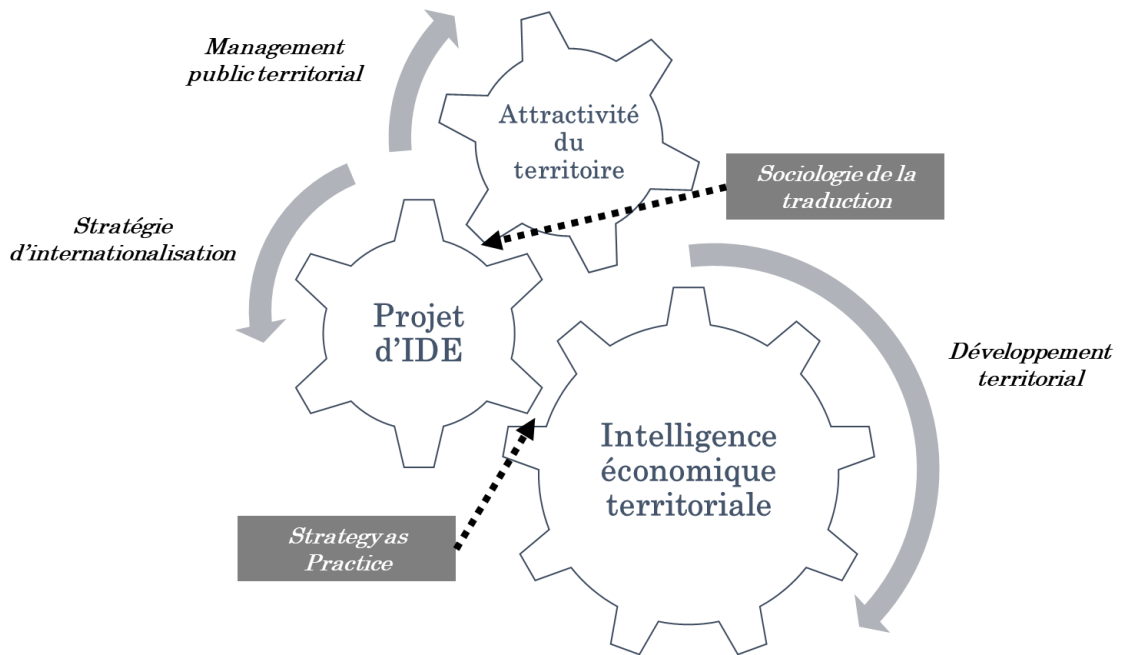 Management
public territorial
Attractivité
du
territoire
Sociologie de la
traduction
Stratégie
d'internationalisation
Projet
d'IDE
Développement
territorial
Intelligence
économique
territoriale
Strategy as
Practice